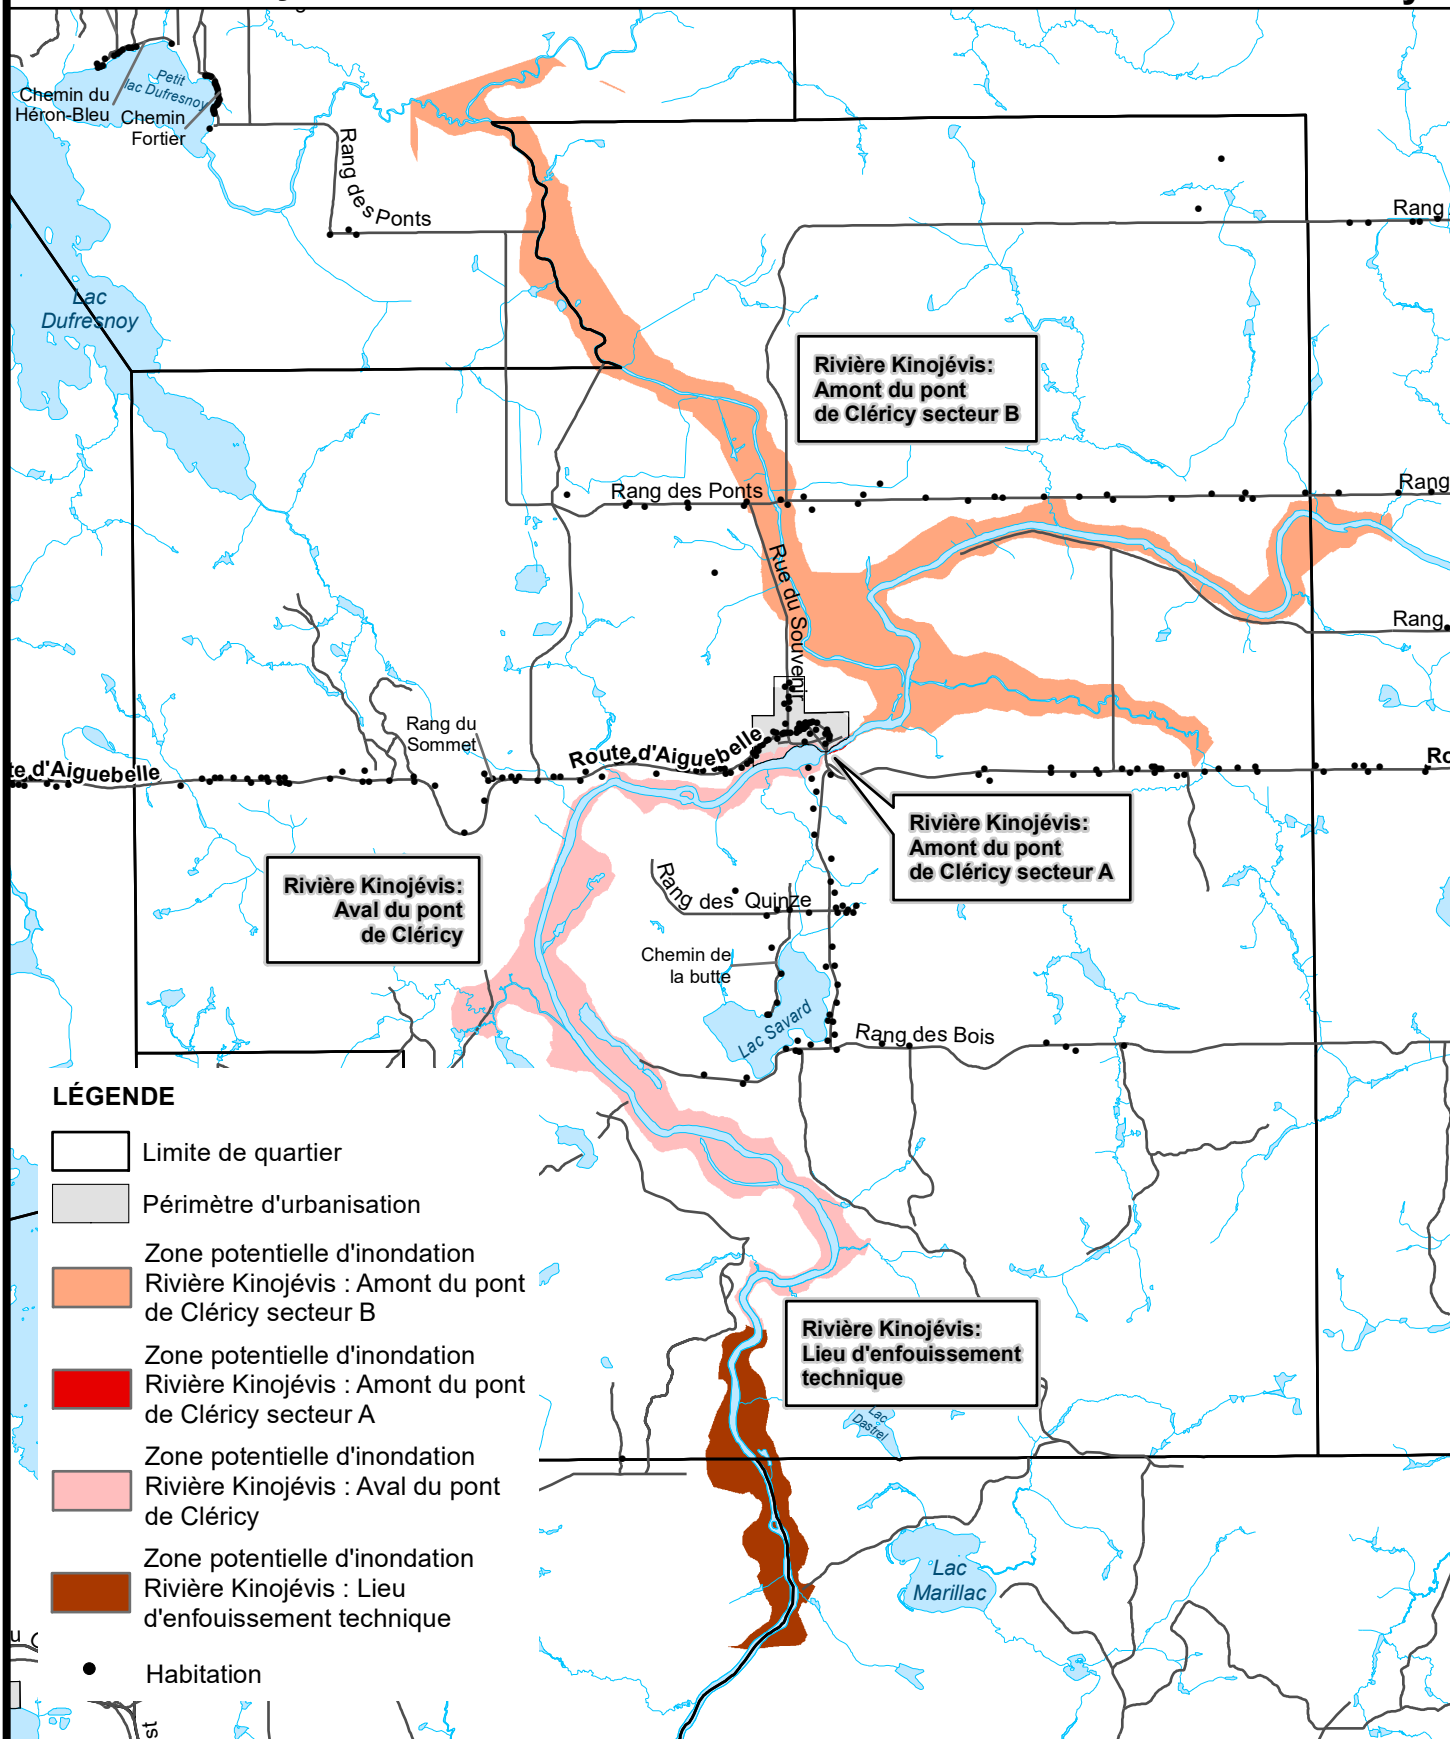 Chemin du
Héron-Bleu
Petit
lac Dufresnoy
Chemin
Fortier
Rang des Ponts
Rang
Lac
Dufresnoy
Rivière Kinojévis:
Amont du pont
de Cléricy secteur B
Rang des Ponts
Rang
Rue du Souvenir
Rang
Rang du
Sommet
Route d'Aiguebelle
te d'Aiguebelle
Ro
Rivière Kinojévis:
Amont du pont
de Cléricy secteur A
Rivière Kinojévis:
Aval du pont
de Cléricy
Rang des Quinze
Chemin de
la butte
Lac Savard
Rang des Bois
LÉGENDE
Limite de quartier
Périmètre d'urbanisation
Zone potentielle d'inondation
Rivière Kinojévis : Amont du pont
de Cléricy secteur B
Zone potentielle d'inondation
Rivière Kinojévis : Amont du pont
de Cléricy secteur A
Zone potentielle d'inondation
Rivière Kinojévis : Aval du pont
de Cléricy
Zone potentielle d'inondation
Rivière Kinojévis : Lieu
d'enfouissement technique
Habitation
Rivière Kinojévis:
Lieu d'enfouissement
technique
Lac
Dastrel
Lac
Marillac
st